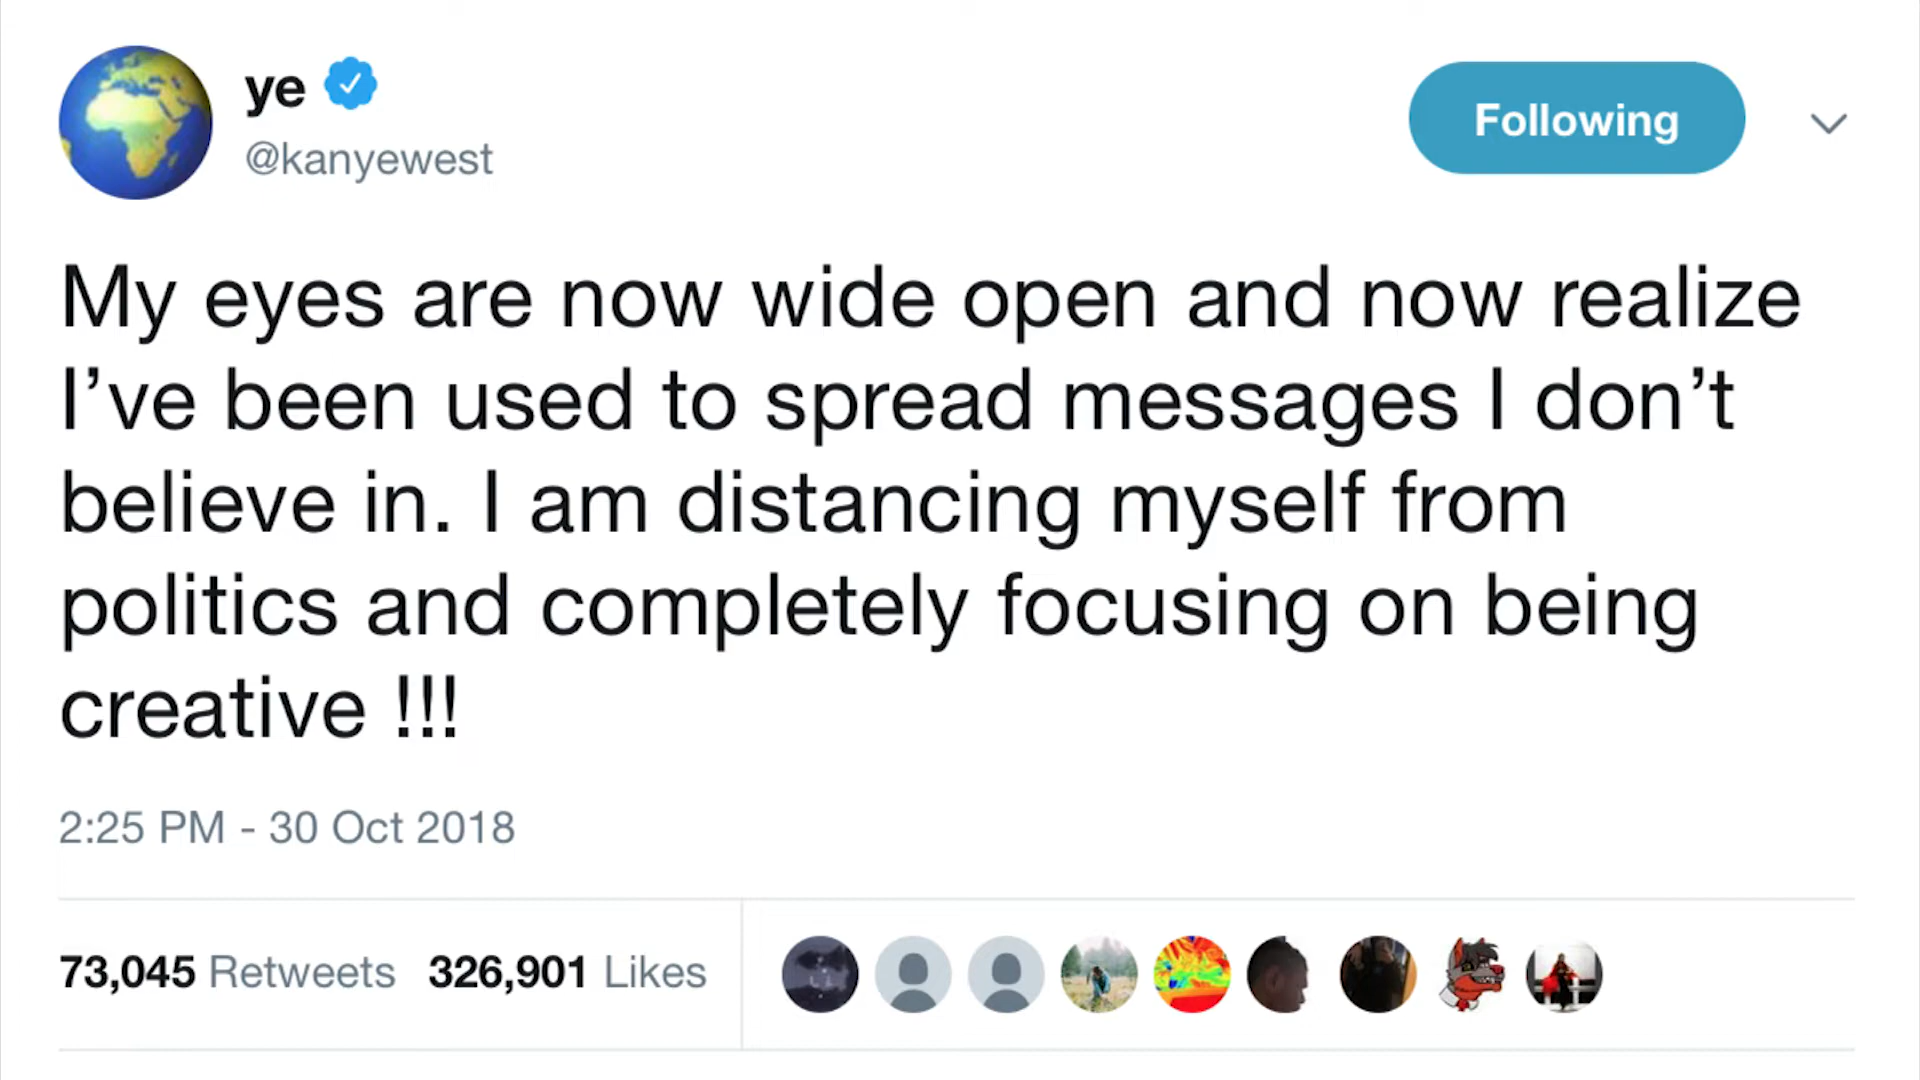 ye
@kanyewest
Following
My eyes are now wide open and now realize
I’ve been used to spread messages I don’t
believe in. I am distancing myself from
politics and completely focusing on being
creative !!!
2:25 PM - 30 Oct 2018
73,045 Retweets 326,901 Likes